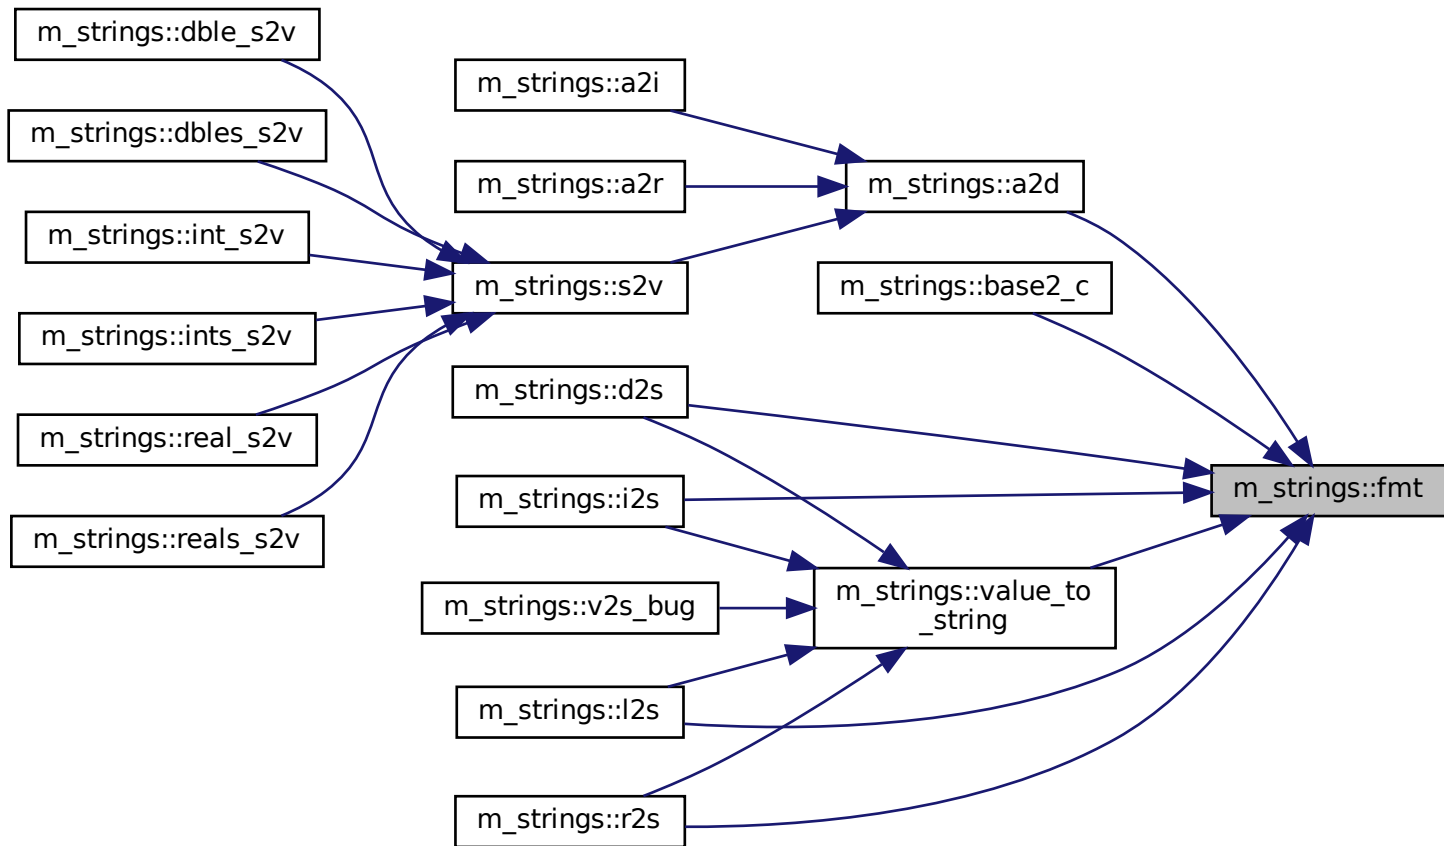 m_strings::dble_s2v
m_strings::dbles_s2v
m_strings::int_s2v
m_strings::ints_s2v
m_strings::real_s2v
m_strings::reals_s2v
m_strings::a2i
m_strings::a2r
m_strings::s2v
m_strings::d2s
m_strings::i2s
m_strings::v2s_bug
m_strings::l2s
m_strings::r2s
m_strings::a2d
m_strings::base2_c
m_strings::value_to
_string
m_strings::fmt